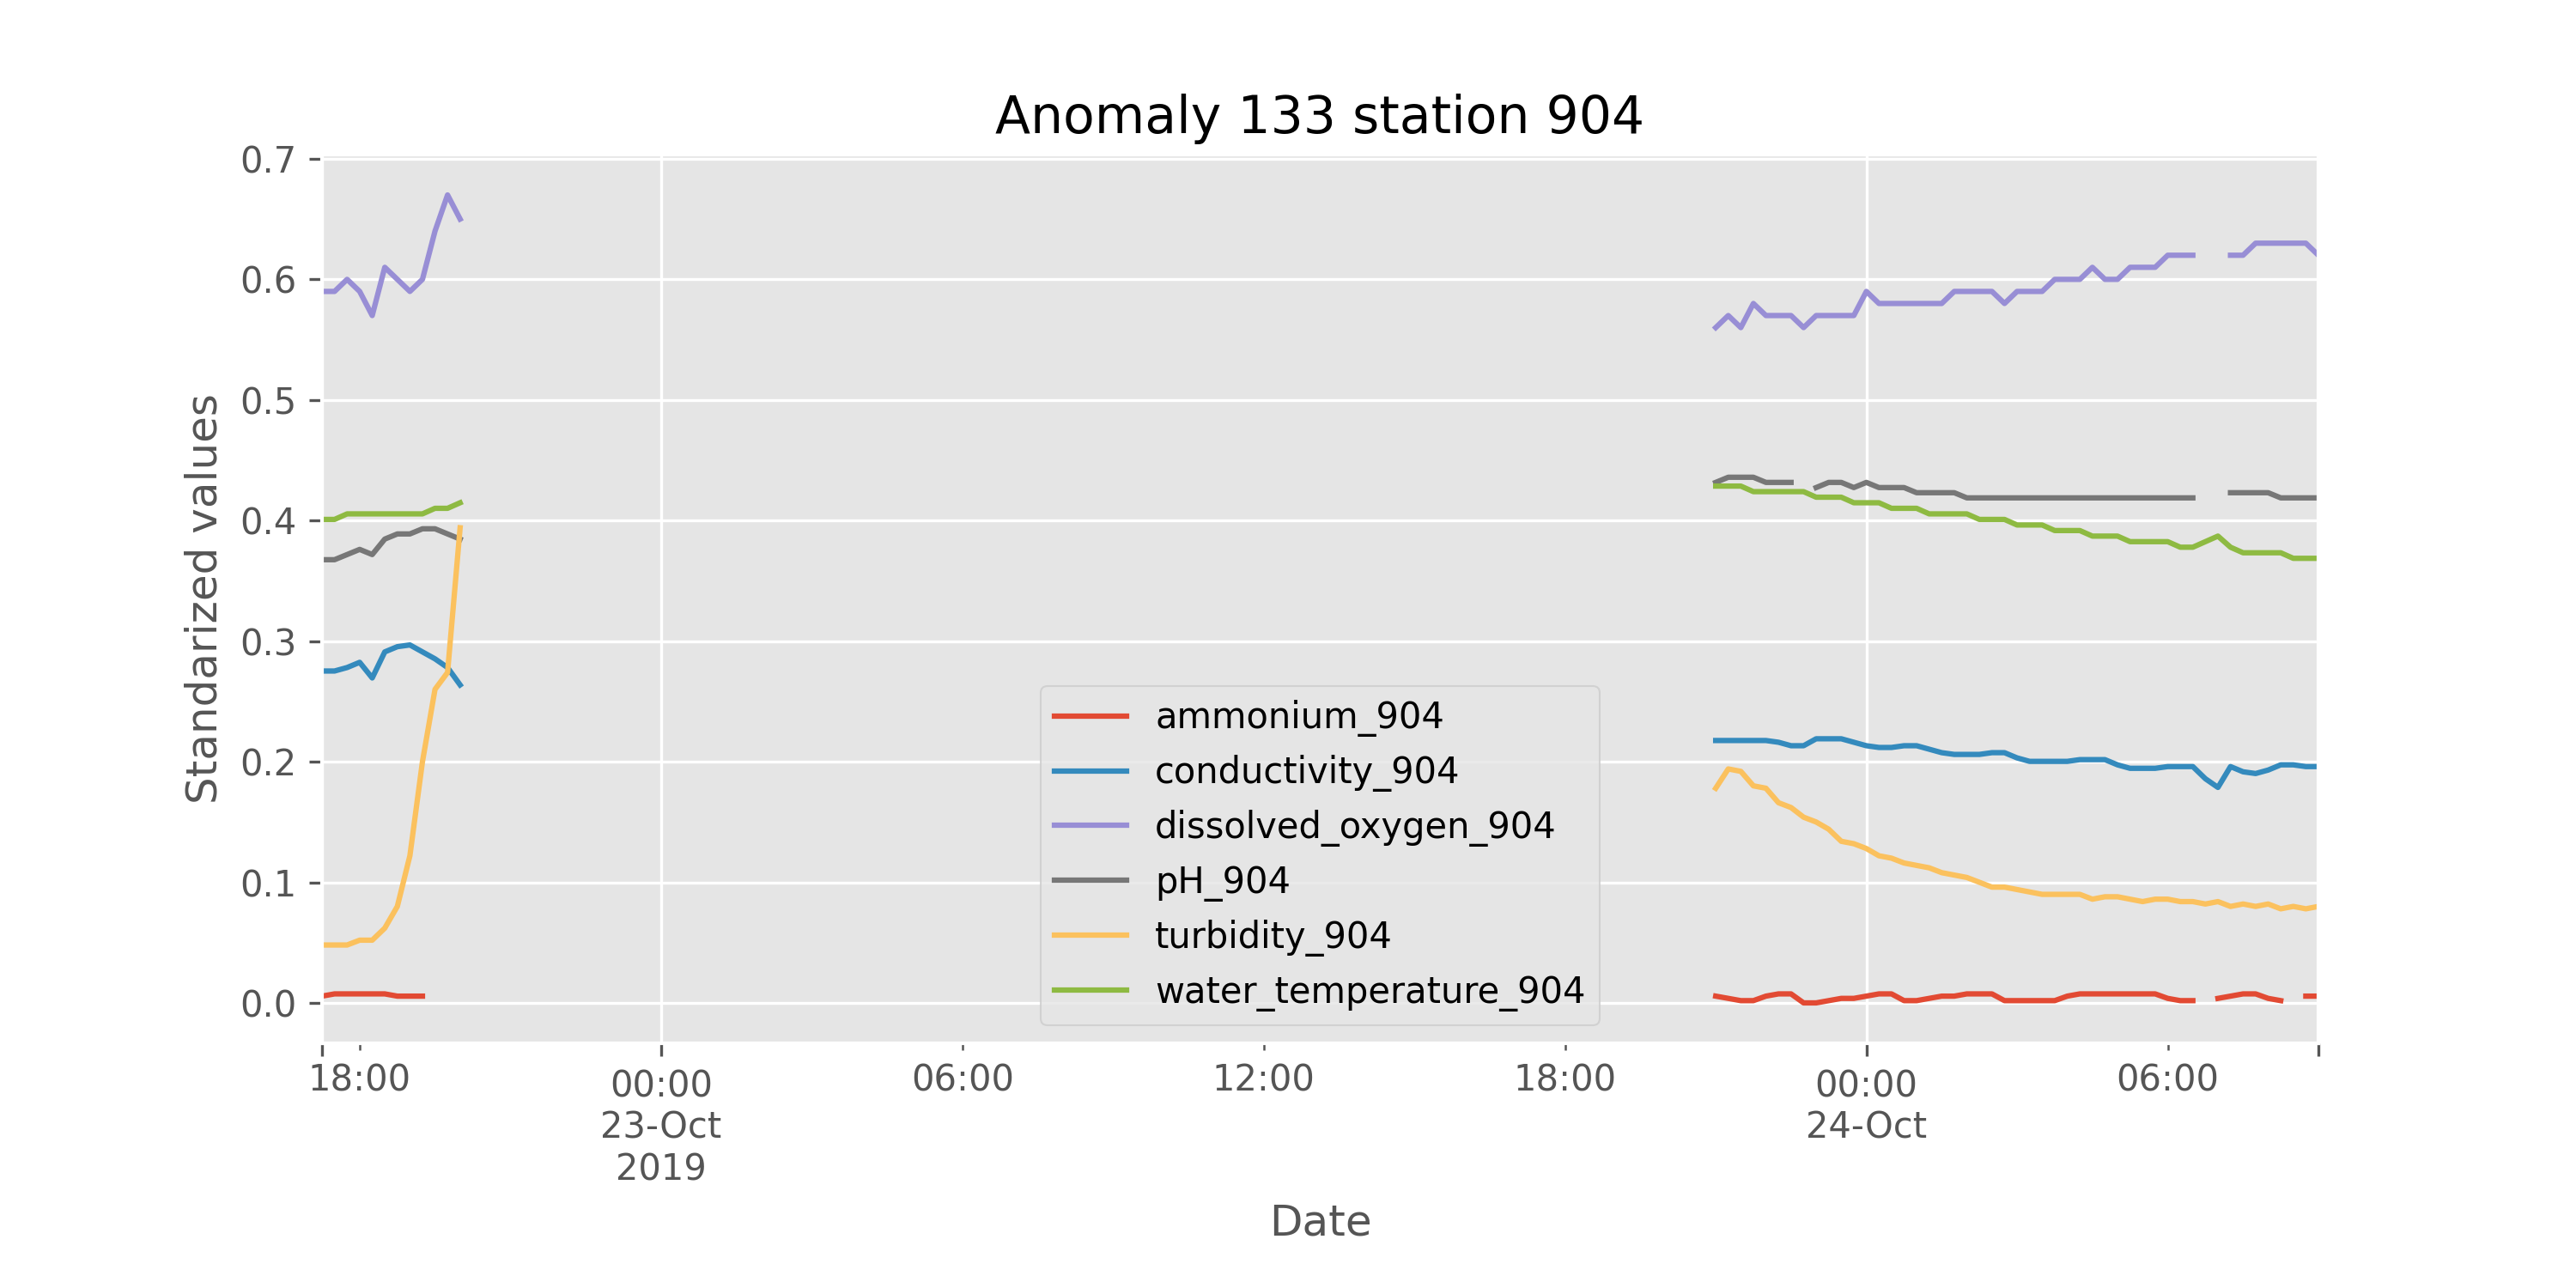 Anomaly 133 station 904
0.7
0.6
0.5
0.4
0.3
0.2
0.1
0.0
Standarized values
ammonium_904
conductivity_904
dissolved_oxygen_904
pH_904
turbidity_904
water_temperature_904
18:00
00:00
23-Oct
2019
06:00
12:00
18:00
00:00
24-Oct
06:00
Date